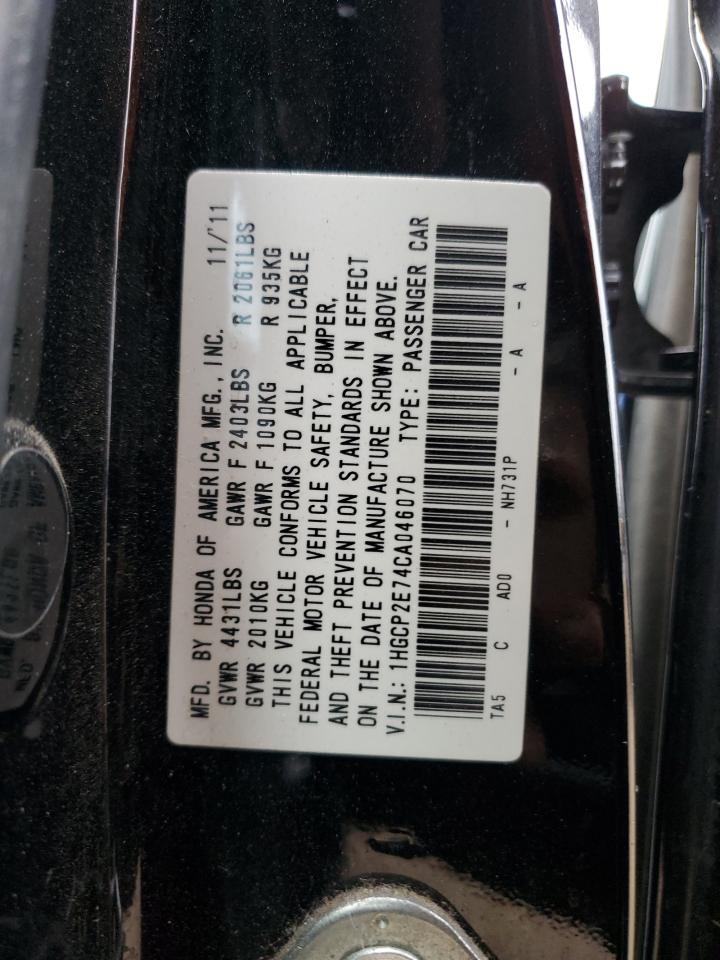 MFD. BY HONDA OF AMERICA MFG., INC. 11/'11
GVWR 4431LBS GAWR F 2403LBS R 2061LBS
GVWR 2010KG GAWR F 1090KG R 935KG
THIS VEHICLE CONFORMS TO ALL APPLICABLE
FEDERAL MOTOR VEHICLE SAFETY, BUMPER,
AND THEFT PREVENTION STANDARDS IN EFFECT
ON THE DATE OF MANUFACTURE SHOWN ABOVE.
V.I.N.: 1HGCP2E74CA046070 TYPE: PASSENGER CAR
TA5 C AD0 - NH731P - A - A